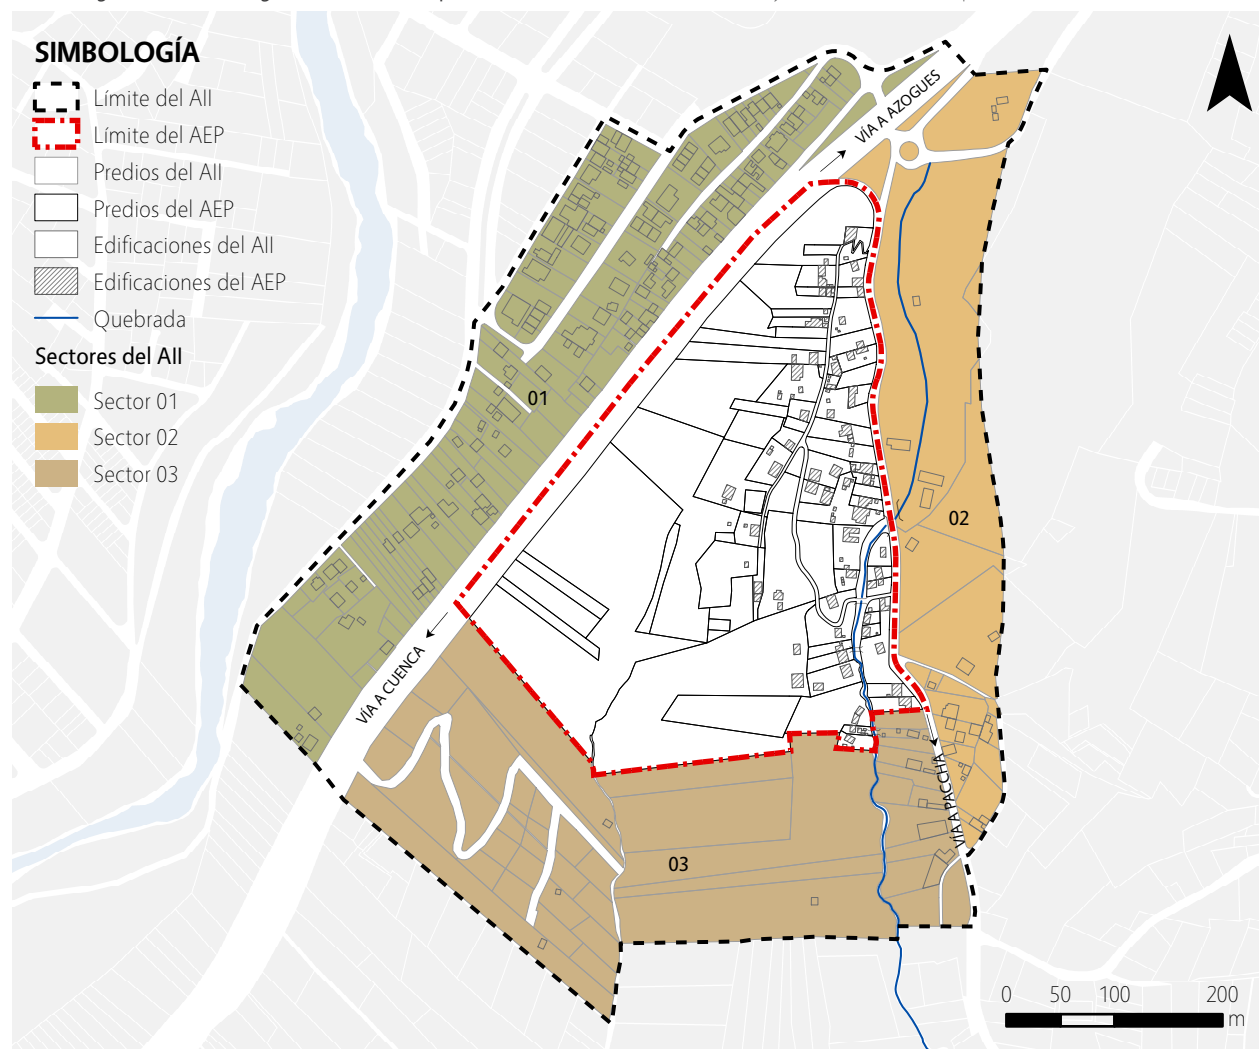 SIMBOLOGÍA
Límite del AII
Límite del AEP
Predios del AII
Predios del AEP
Edificaciones del AII
Edificaciones del AEP
Quebrada
Sectores del AII
Sector 01
Sector 02
Sector 03
VÍA A AZOGUES
01
02
VÍA A CUENCA
VÍA A PACCHA
03
0 50 100 200
m